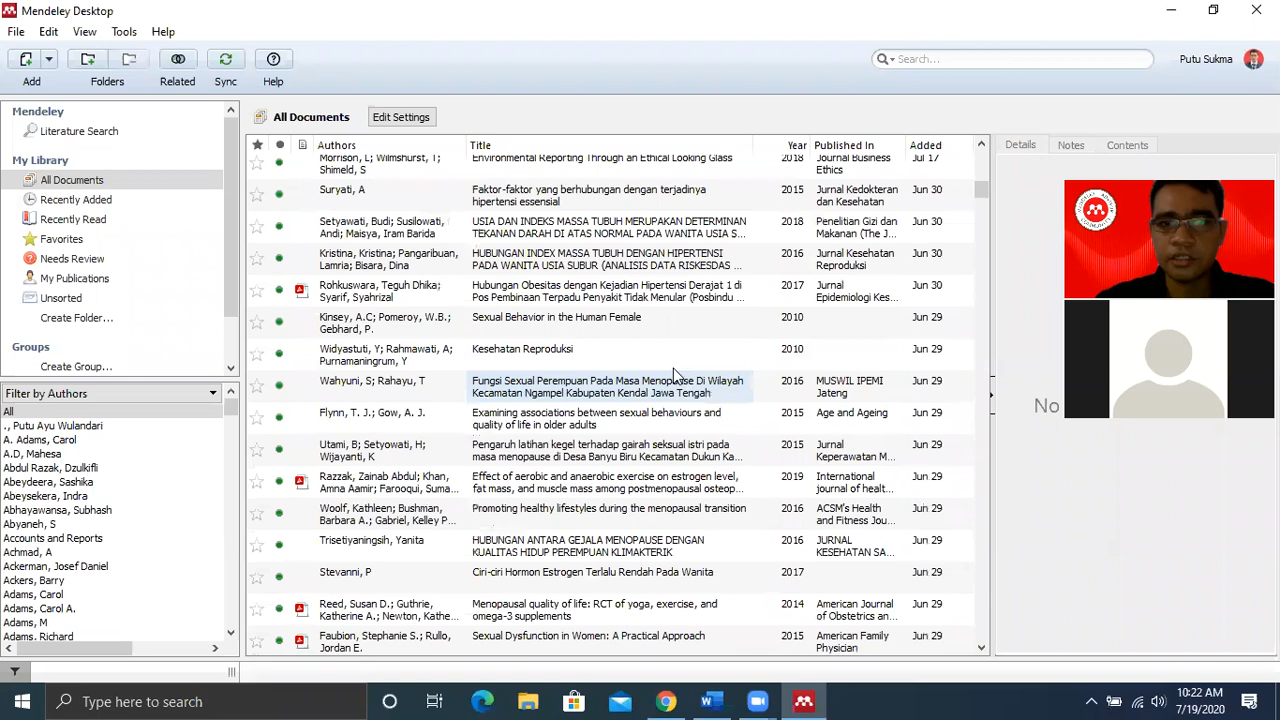 Mendeley Desktop
File Edit View Tools Help
Search...
Putu Sukma
Add Folders Related Sync Help
Mendeley
Literature Search
My Library
All Documents
Recently Added
Recently Read
Favorites
Needs Review
My Publications
Unsorted
Create Folder...
Groups
Create Group...
Filter by Authors
All
., Putu Ayu Wulandari
A. Adams, Carol
A.D, Mahesa
Abdul Razak, Dzulkifli
Abeydeera, Sashika
Abeysekera, Indra
Abhayawansa, Subhash
Abyaneh, S
Accounts and Reports
Achmad, A
Ackerman, Josef Daniel
Ackers, Barry
Adams, Carol
Adams, Carol A.
Adams, M
Adams, Richard
All Documents Edit Settings
Authors Title Year Published In Added
Morrison, L; Wilmshurst, T; Environmental Reporting Through an Ethical Looking Glass 2018 Journal Business Jul 17
Shimeld, S Ethics
Suryati, A Faktor-faktor yang berhubungan dengan terjadinya 2015 Jurnal Kedokteran Jun 30
hipertensi essensial dan Kesehatan
Setyawati, Budi; Susilowati, USIA DAN INDEKS MASSA TUBUH MERUPAKAN DETERMINAN 2018 Penelitian Gizi dan Jun 30
Andi; Maisya, Iram Barida TEKANAN DARAH DI ATAS NORMAL PADA WANITA USIA S... Makanan (The J...
Kristina, Kristina; Pangaribuan, HUBUNGAN INDEX MASSA TUBUH DENGAN HIPERTENSI 2016 Jurnal Kesehatan Jun 30
Lamria; Bisara, Dina PADA WANITA USIA SUBUR (ANALISIS DATA RISKESDAS ... Reproduksi
Rohkuswara, Teguh Dhika; Hubungan Obesitas dengan Kejadian Hipertensi Derajat 1 di 2017 Jurnal Jun 30
Syarif, Syahrizal Pos Pembinaan Terpadu Penyakit Tidak Menular (Posbindu ... Epidemiologi Kes...
Kinsey, A.C; Pomeroy, W.B.; Sexual Behavior in the Human Female 2010 Jun 29
Gebhard, P.
Widyastuti, Y; Rahmawati, A; Kesehatan Reproduksi 2010 Jun 29
Purnamaningrum, Y
Wahyuni, S; Rahayu, T Fungsi Sexual Perempuan Pada Masa Menopause Di Wilayah 2016 MUSWIL IPEMI Jun 29
Kecamatan Ngampel Kabupaten Kendal Jawa Tengah Jateng
Flynn, T. J.; Gow, A. J. Examining associations between sexual behaviours and 2015 Age and Ageing Jun 29
quality of life in older adults
Utami, B; Setyowati, H; Pengaruh latihan kegel terhadap gairah seksual istri pada 2015 Jurnal Jun 29
Wijayanti, K masa menopause di Desa Banyu Biru Kecamatan Dukun Ka... Keperawatan M...
Razzak, Zainab Abdul; Khan, Effect of aerobic and anaerobic exercise on estrogen level, 2019 International Jun 29
Amna Aamir; Farooqui, Suma... fat mass, and muscle mass among postmenopausal osteop... journal of healt...
Woolf, Kathleen; Bushman, Promoting healthy lifestyles during the menopausal transition 2016 ACSM's Health Jun 29
Barbara A.; Gabriel, Kelley P... and Fitness Jou...
Trisetiyaningsih, Yanita HUBUNGAN ANTARA GEJALA MENOPAUSE DENGAN 2016 JURNAL Jun 29
KUALITAS HIDUP PEREMPUAN KLIMAKTERIK KESEHATAN SA...
Stevanni, P Ciri-ciri Hormon Estrogen Terlalu Rendah Pada Wanita 2017 Jun 29
Reed, Susan D.; Guthrie, Menopausal quality of life: RCT of yoga, exercise, and 2014 American Journal Jun 29
Katherine A.; Newton, Kathe... omega-3 supplements of Obstetrics an...
Faubion, Stephanie S.; Rullo, Sexual Dysfunction in Women: A Practical Approach 2015 American Family Jun 29
Jordan E. Physician
Details Notes Contents
No
Type here to search
10:22 AM
7/19/2020